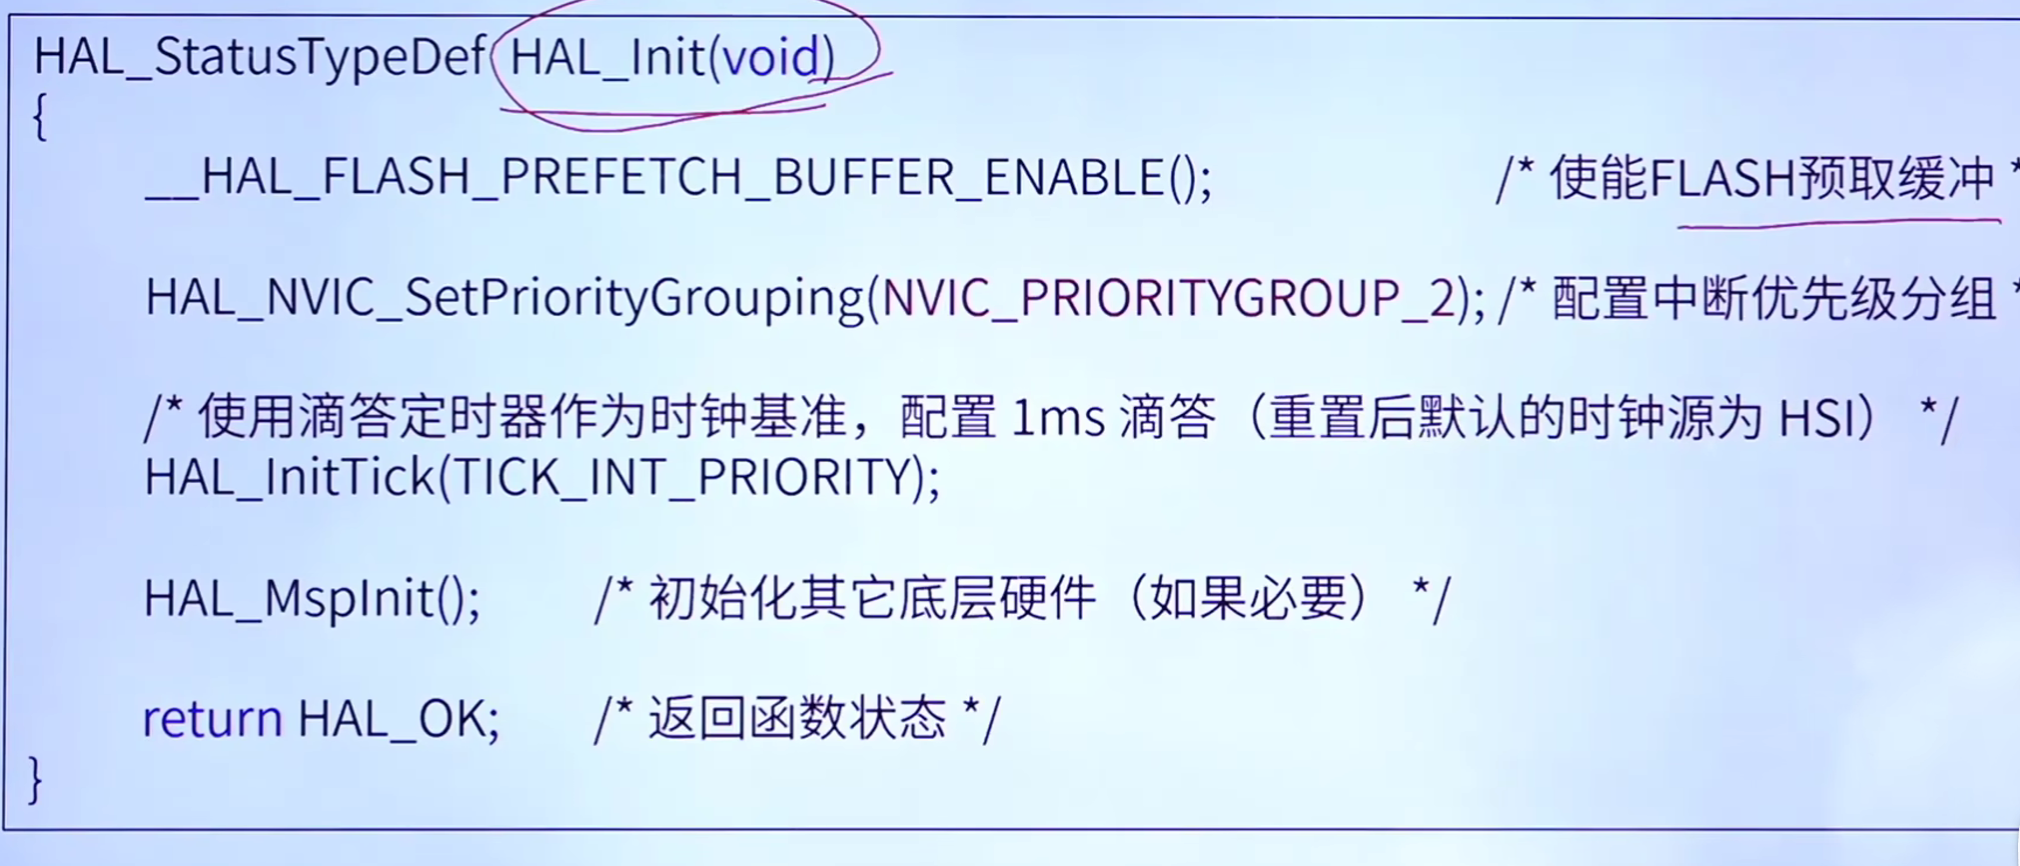 HAL_StatusTypeDef HAL_Init(void)
{
__HAL_FLASH_PREFETCH_BUFFER_ENABLE(); /* 使能FLASH预取缓冲 *
HAL_NVIC_SetPriorityGrouping(NVIC_PRIORITYGROUP_2); /* 配置中断优先级分组 *
/* 使用滴答定时器作为时钟基准，配置 1ms 滴答（重置后默认的时钟源为 HSI） */
HAL_InitTick(TICK_INT_PRIORITY);
HAL_MspInit(); /* 初始化其它底层硬件（如果必要） */
return HAL_OK; /* 返回函数状态 */
}